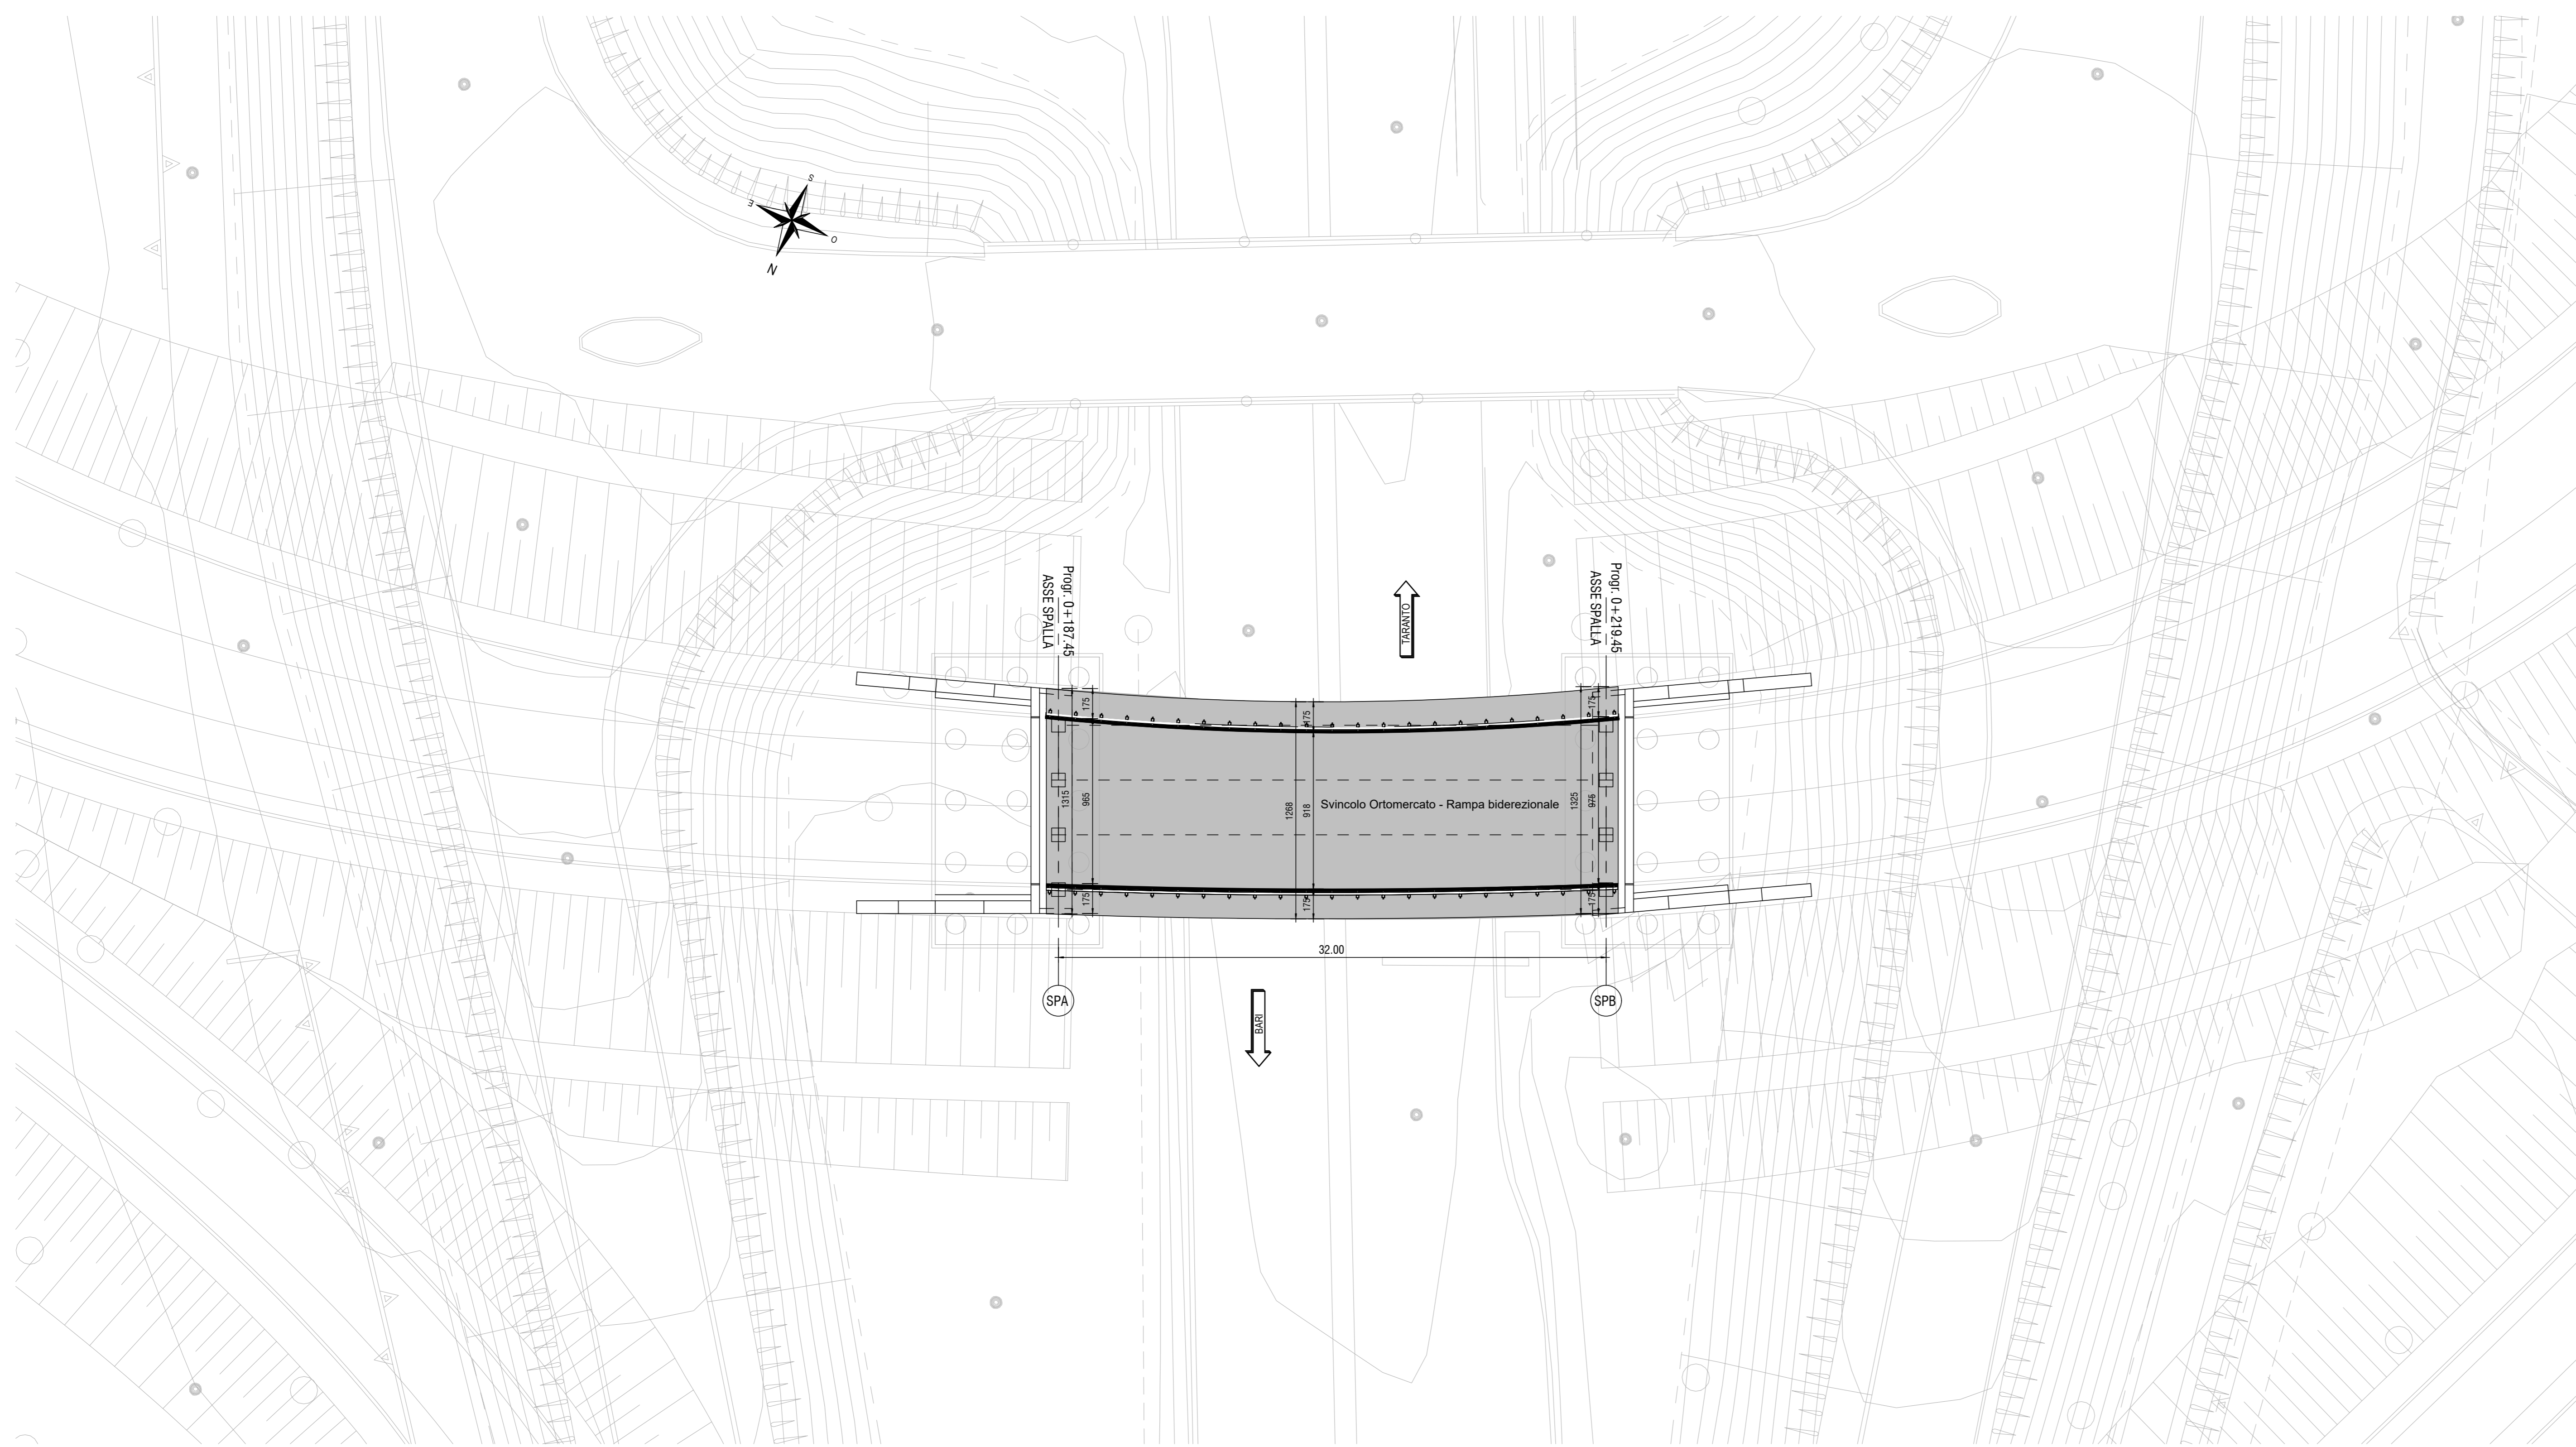 S
E
O
N
Progr. 0+187.45
ASSE SPALLA
TARANTO
Progr. 0+219.45
ASSE SPALLA
175
175
175
1315
965
1268
918
Svincolo Ortomercato - Rampa biderezionale
1325
976
175
175
175
32.00
SPA
SPB
BARI